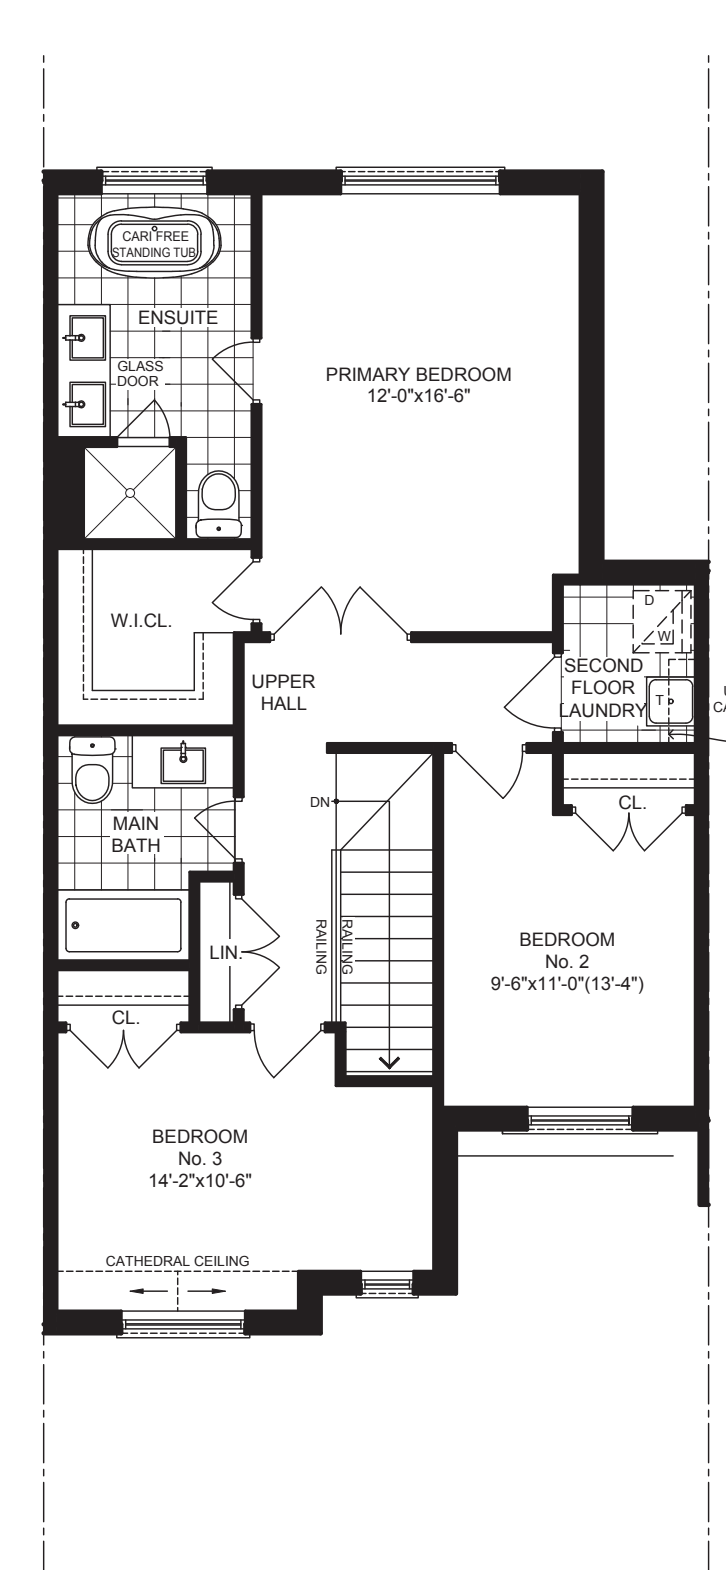 CARI FREE
STANDING TUB
ENSUITE
GLASS
DOOR
PRIMARY BEDROOM
12'-0"x16'-6"
W.I.CL.
D
W
SECOND
FLOOR
LAUNDRY
T
UPPER
HALL
DN
CL.
MAIN
BATH
RAILING
RAILING
LIN.
BEDROOM
No. 2
9'-6"x11'-0"(13'-4")
CL.
BEDROOM
No. 3
14'-2"x10'-6"
CATHEDRAL CEILING